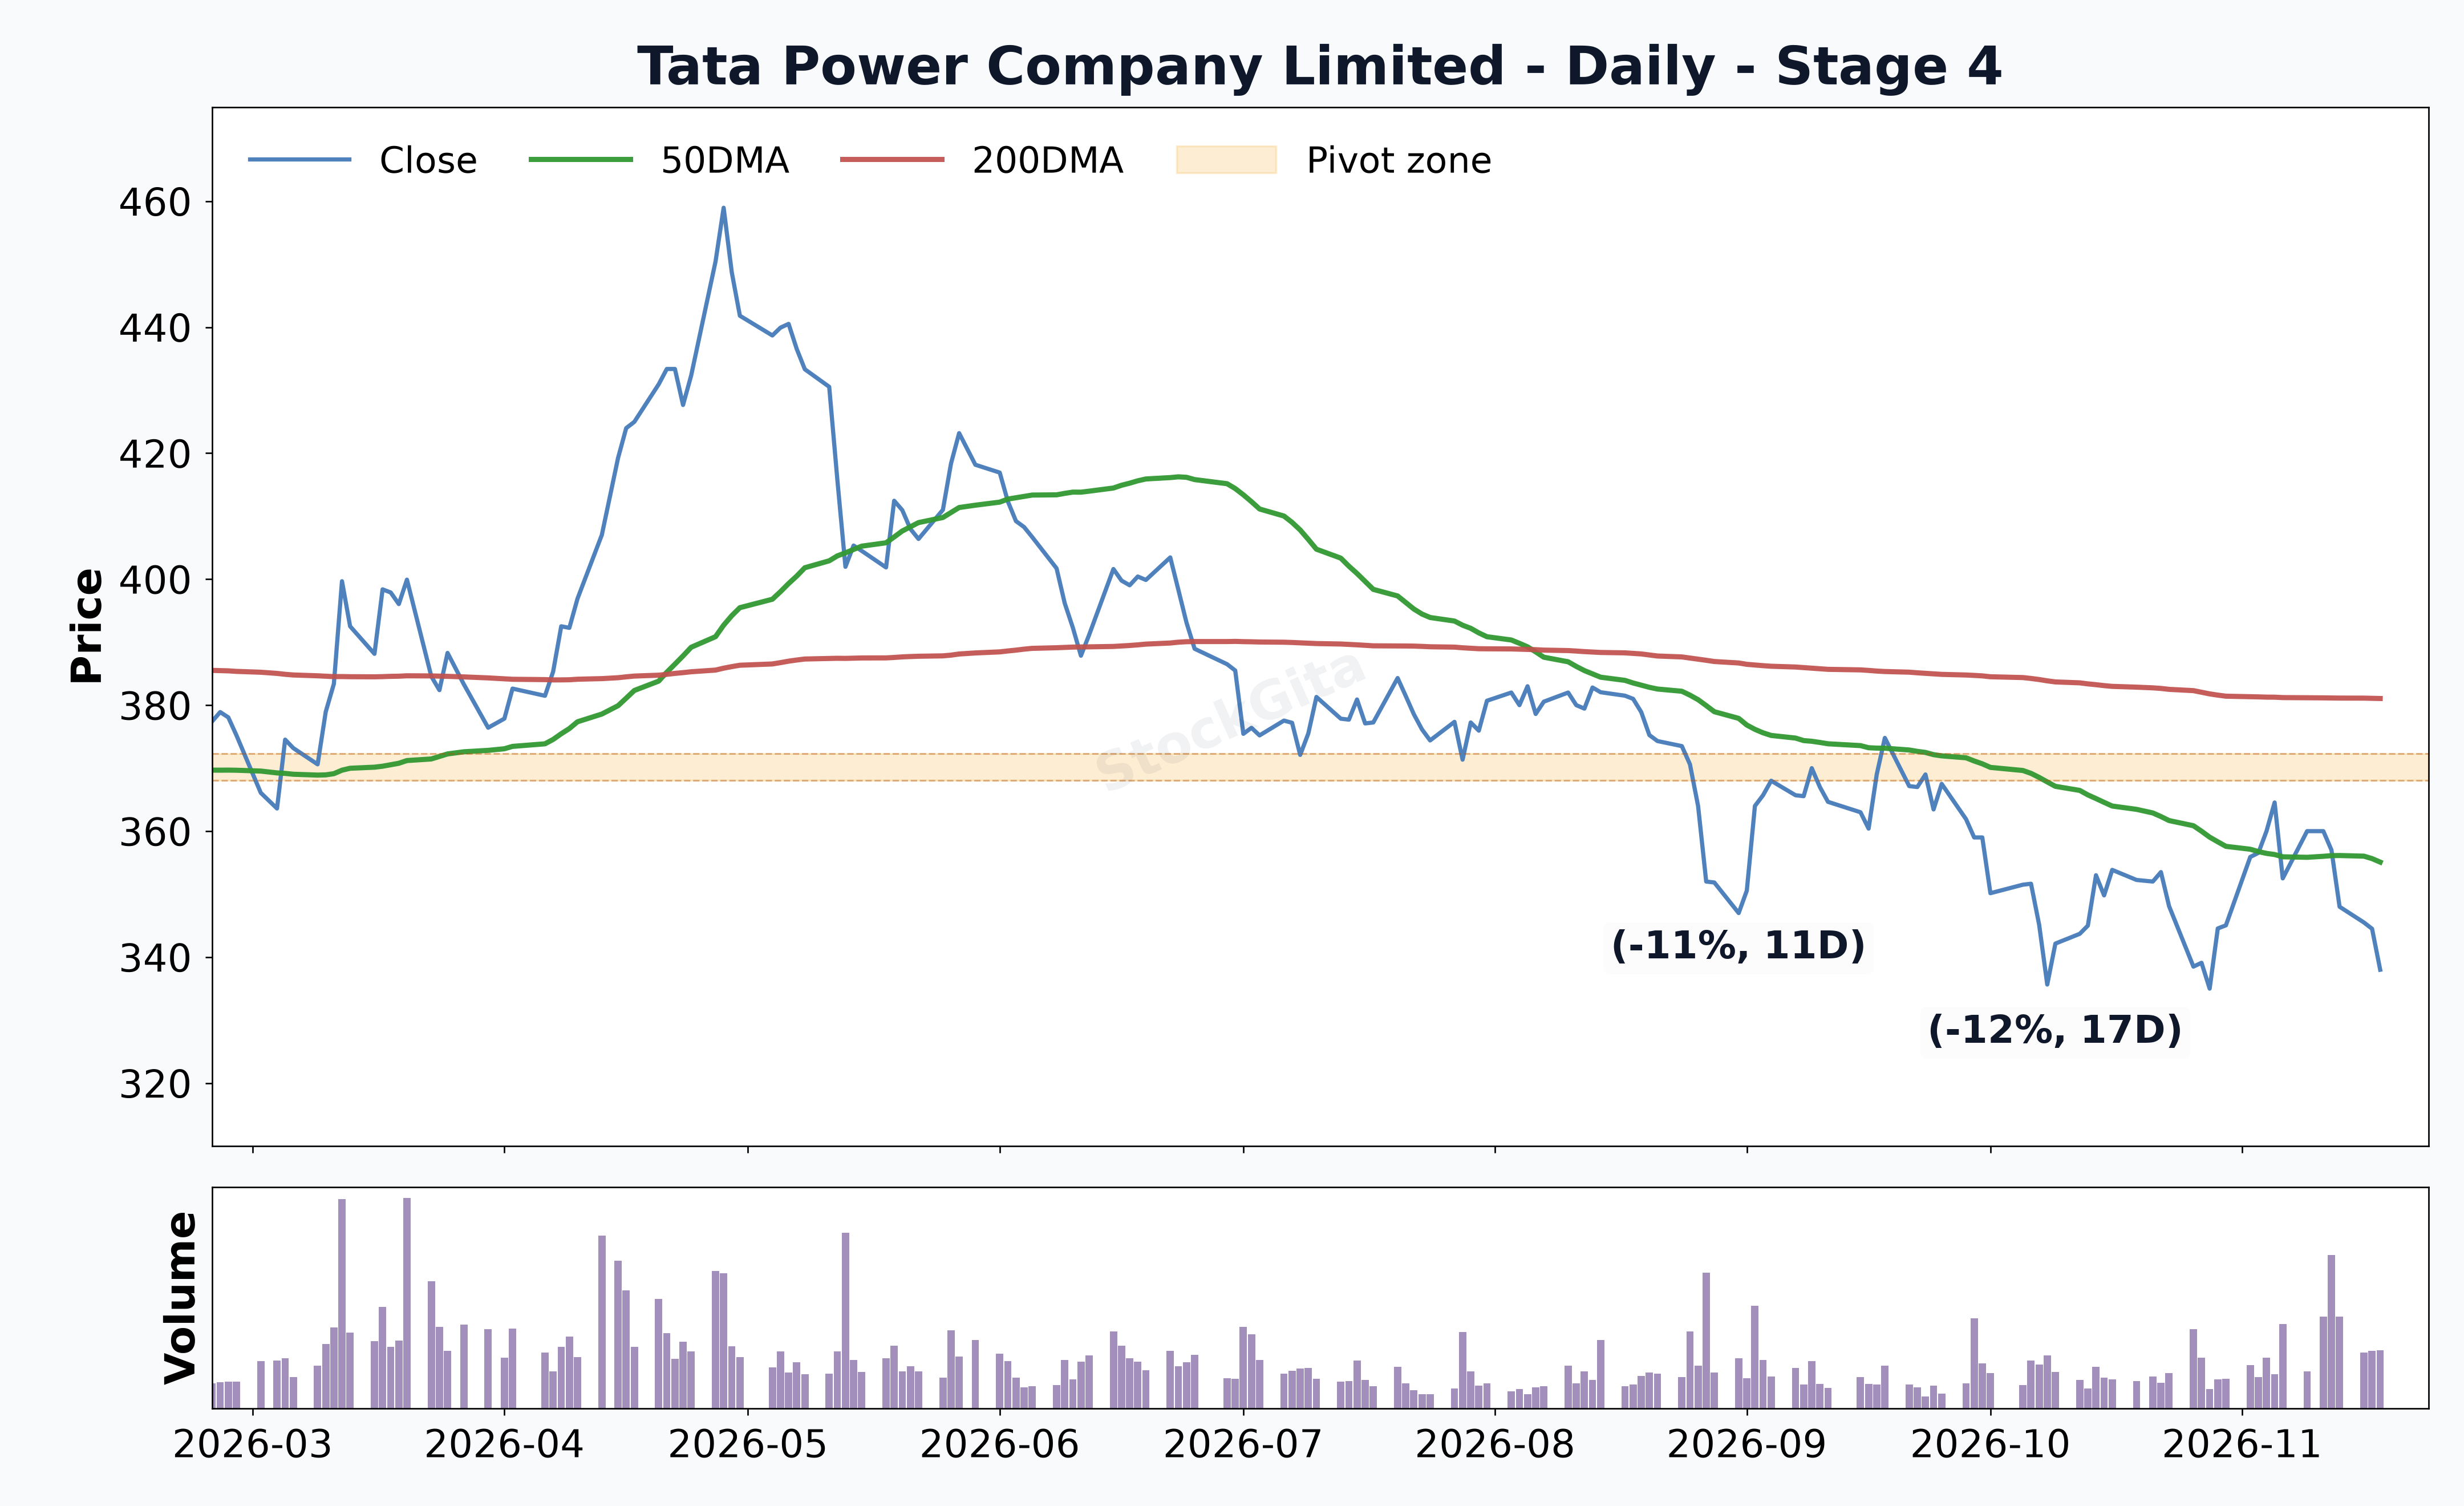 Tata Power Company Limited - Daily - Stage 4
Close 50DMA 200DMA Pivot zone
460
440
420
400
380
360
340
320
Price
StockGita
(-11%, 11D)
(-12%, 17D)
Volume
2026-03 2026-04 2026-05 2026-06 2026-07 2026-08 2026-09 2026-10 2026-11